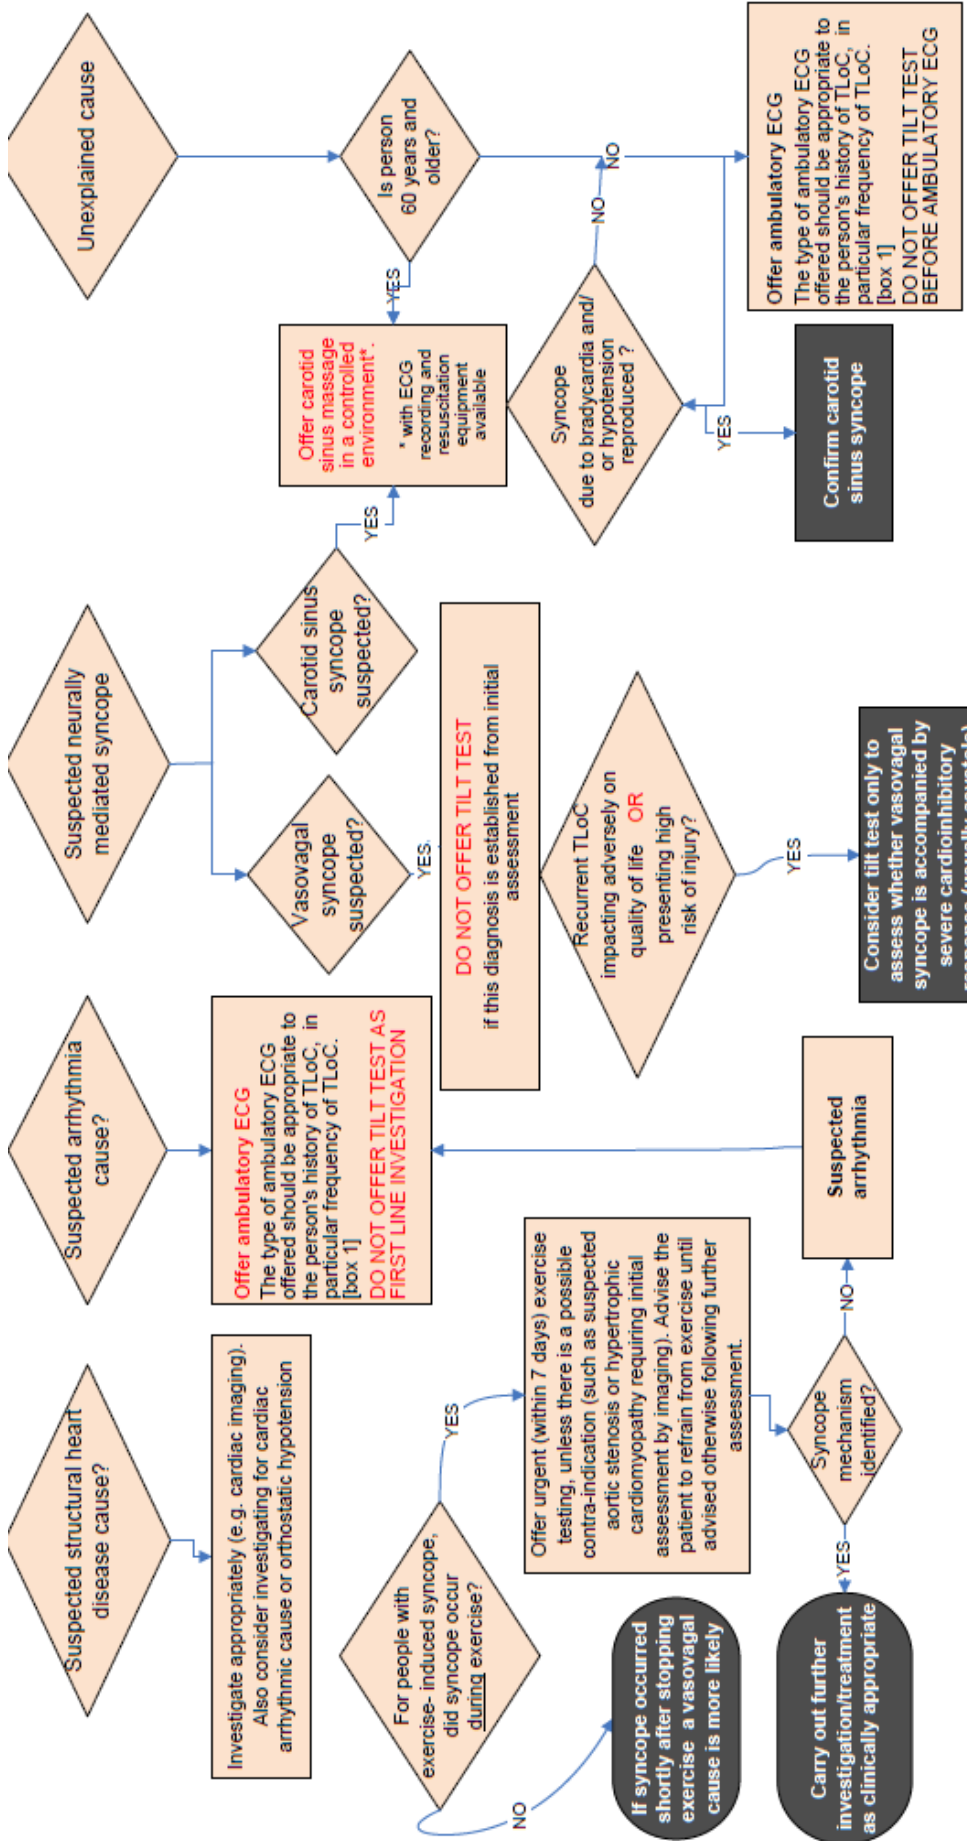 Suspected structural heart
disease cause?
Investigate appropriately (e.g. cardiac imaging).
Also consider investigating for cardiac
arrhythmic cause or orthostatic hypotension
For people with
exercise- induced syncope,
did syncope occur
during exercise?
NO
If syncope occurred
shortly after stopping
exercise a vasovagal
cause is more likely
YES
Offer urgent (within 7 days) exercise
testing, unless there is a possible
contra-indication (such as suspected
aortic stenosis or hypertrophic
cardiomyopathy requiring initial
assessment by imaging). Advise the
patient to refrain from exercise until
advised otherwise following further
assessment.
Syncope
mechanism
identified?
YES
Carry out further
investigation/treatment
as clinically appropriate
NO
Suspected
arrhythmia
Suspected arrhythmia
cause?
Offer ambulatory ECG
The type of ambulatory ECG
offered should be appropriate to
the person's history of TLoC, in
particular frequency of TLoC.
[box 1]
DO NOT OFFER TILT TEST AS
FIRST LINE INVESTIGATION
Suspected neurally
mediated syncope
Vasovagal
syncope
suspected?
YES.
DO NOT OFFER TILT TEST
if this diagnosis is established from initial
assessment
Recurrent TLoC
impacting adversely on
quality of life OR
presenting high
risk of injury?
YES
Consider tilt test only to
assess whether vasovagal
syncope is accompanied by
severe cardioinhibitory
Carotid sinus
syncope
suspected?
YES
Offer carotid
sinus massage
in a controlled
environment*.
* with ECG
recording and
resuscitation
equipment
available
Syncope
due to bradycardia and/
or hypotension
reproduced ?
YES
Confirm carotid
sinus syncope
NO
Unexplained cause
Is person
60 years and
older?
YES
NO
Offer ambulatory ECG
The type of ambulatory ECG
offered should be appropriate to
the person's history of TLoC, in
particular frequency of TLoC.
[box 1]
DO NOT OFFER TILT TEST
BEFORE AMBULATORY ECG